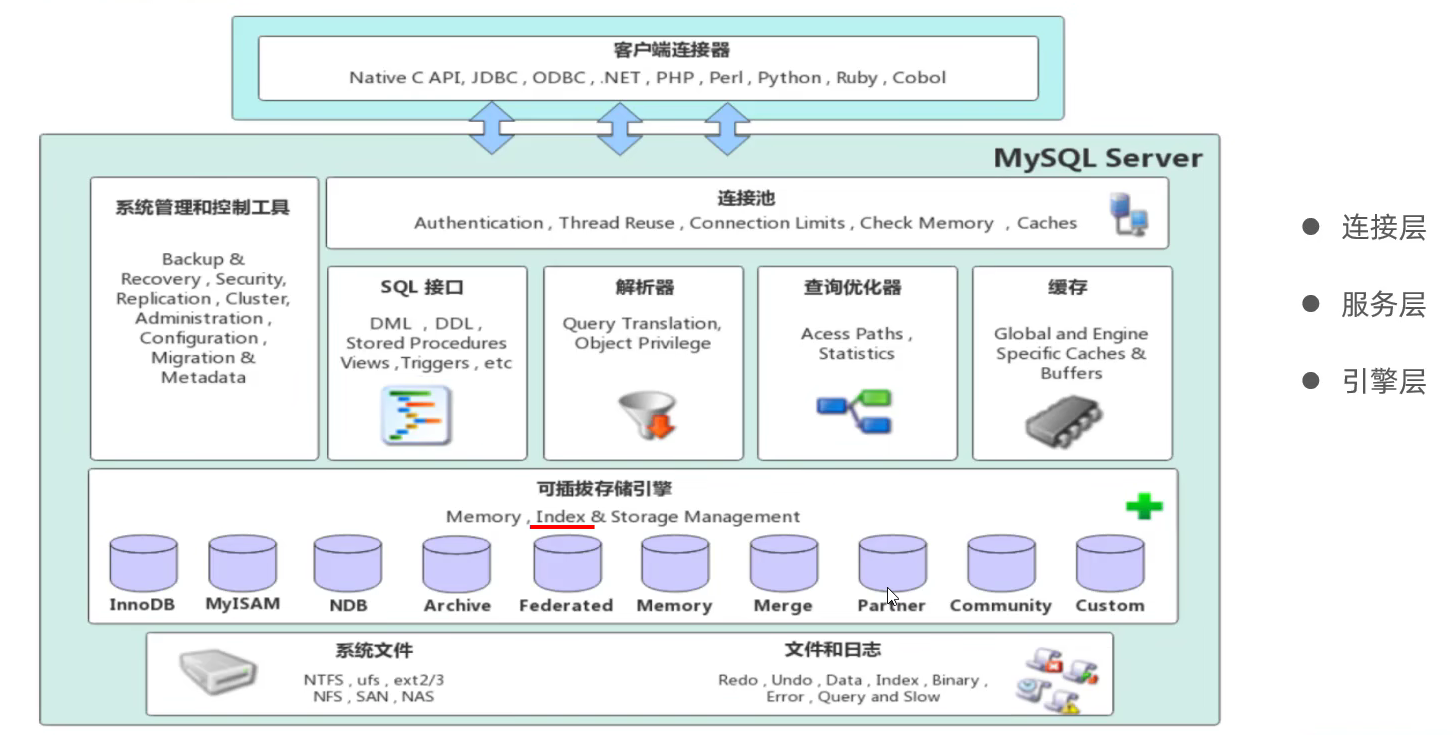 客户端连接器
Native C API, JDBC , ODBC , .NET , PHP , Perl , Python , Ruby , Cobol
MySQL Server
系统管理和控制工具
Backup &
Recovery , Security,
Replication , Cluster,
Administration ,
Configuration ,
Migration &
Metadata
连接池
Authentication , Thread Reuse , Connection Limits , Check Memory , Caches
SQL 接口
DML , DDL ,
Stored Procedures
Views ,Triggers , etc
解析器
Query Translation,
Object Privilege
查询优化器
Acess Paths ,
Statistics
缓存
Global and Engine
Specific Caches &
Buffers
可插拔存储引擎
Memory , Index & Storage Management
InnoDB
MyISAM
NDB
Archive
Federated
Memory
Merge
Partner
Community
Custom
系统文件
NTFS , ufs , ext2/3
NFS , SAN , NAS
文件和日志
Redo , Undo , Data , Index , Binary ,
Error , Query and Slow
● 连接层
● 服务层
● 引擎层